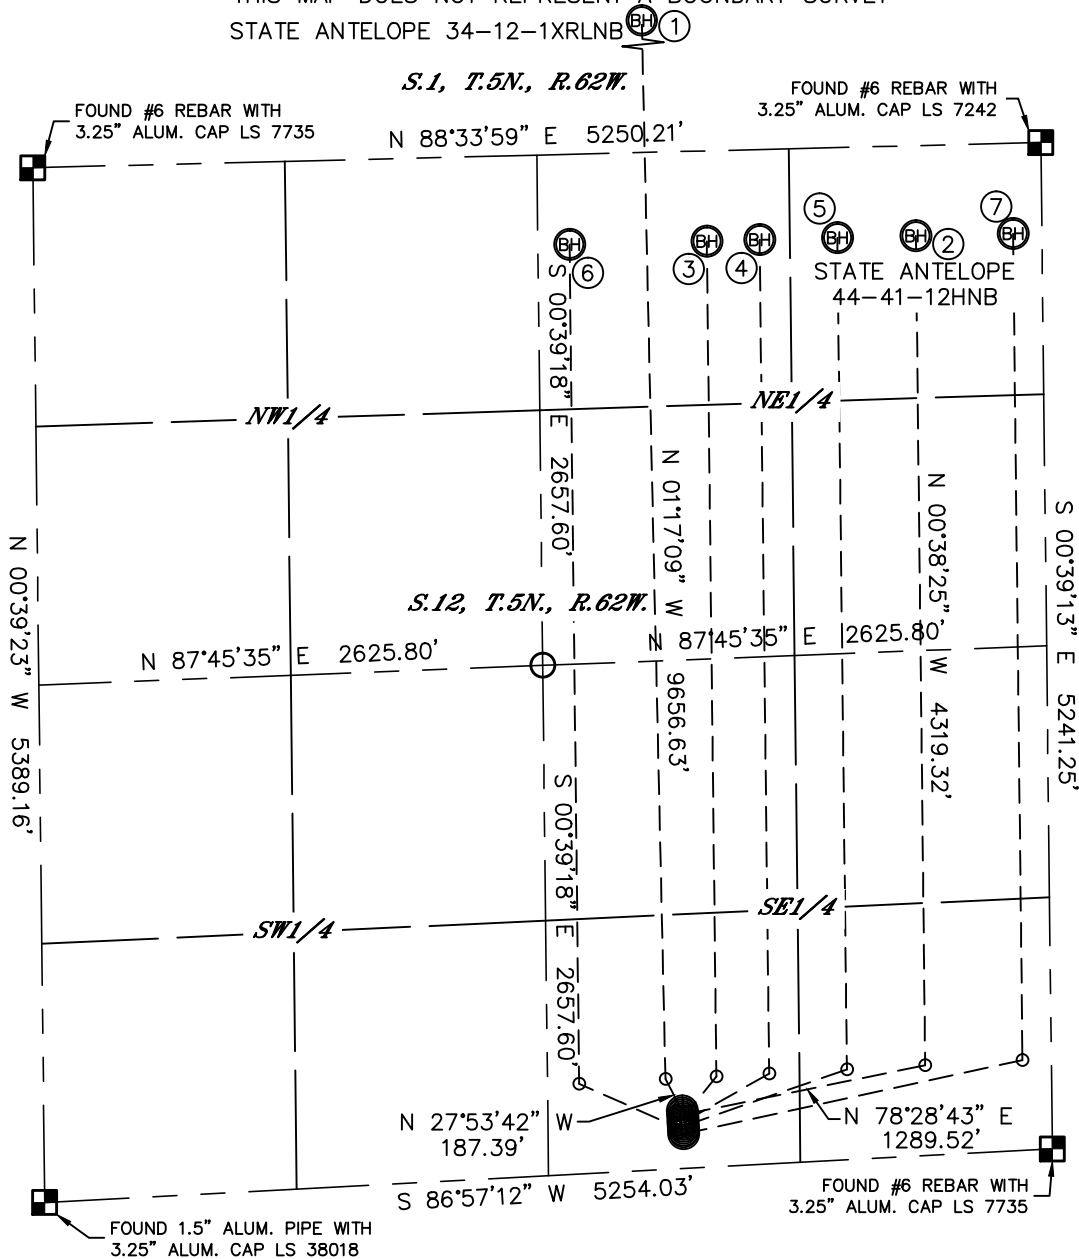 THIS MAP DOES NOT REPRESENT A BOUNDARY SURVEY
STATE ANTELOPE 34-12-1XRLNB
BH
1
S.1, T.5N., R.62W.
FOUND #6 REBAR WITH
3.25" ALUM. CAP LS 7735
FOUND #6 REBAR WITH
3.25" ALUM. CAP LS 7242
N 88°33'59" E 5250.21'
BH
6
BH
3
BH
4
5
BH
BH
2
7
BH
STATE ANTELOPE
44-41-12HNB
S 00°39'18" E 2657.60'
NW1/4
NE1/4
N 01°17'09" W 9656.63'
N 00°38'25" W 4319.32'
N 00°39'23" W 5389.16'
S 00°39'13" E 5241.25'
S.12, T.5N., R.62W.
N 87°45'35" E 2625.80'
N 87°45'35" E 2625.80'
S 00°39'18" E 2657.60'
SW1/4
SE1/4
N 27°53'42" W
187.39'
N 78°28'43" E
1289.52'
S 86°57'12" W 5254.03'
FOUND #6 REBAR WITH
3.25" ALUM. CAP LS 7735
FOUND 1.5" ALUM. PIPE WITH
3.25" ALUM. CAP LS 38018